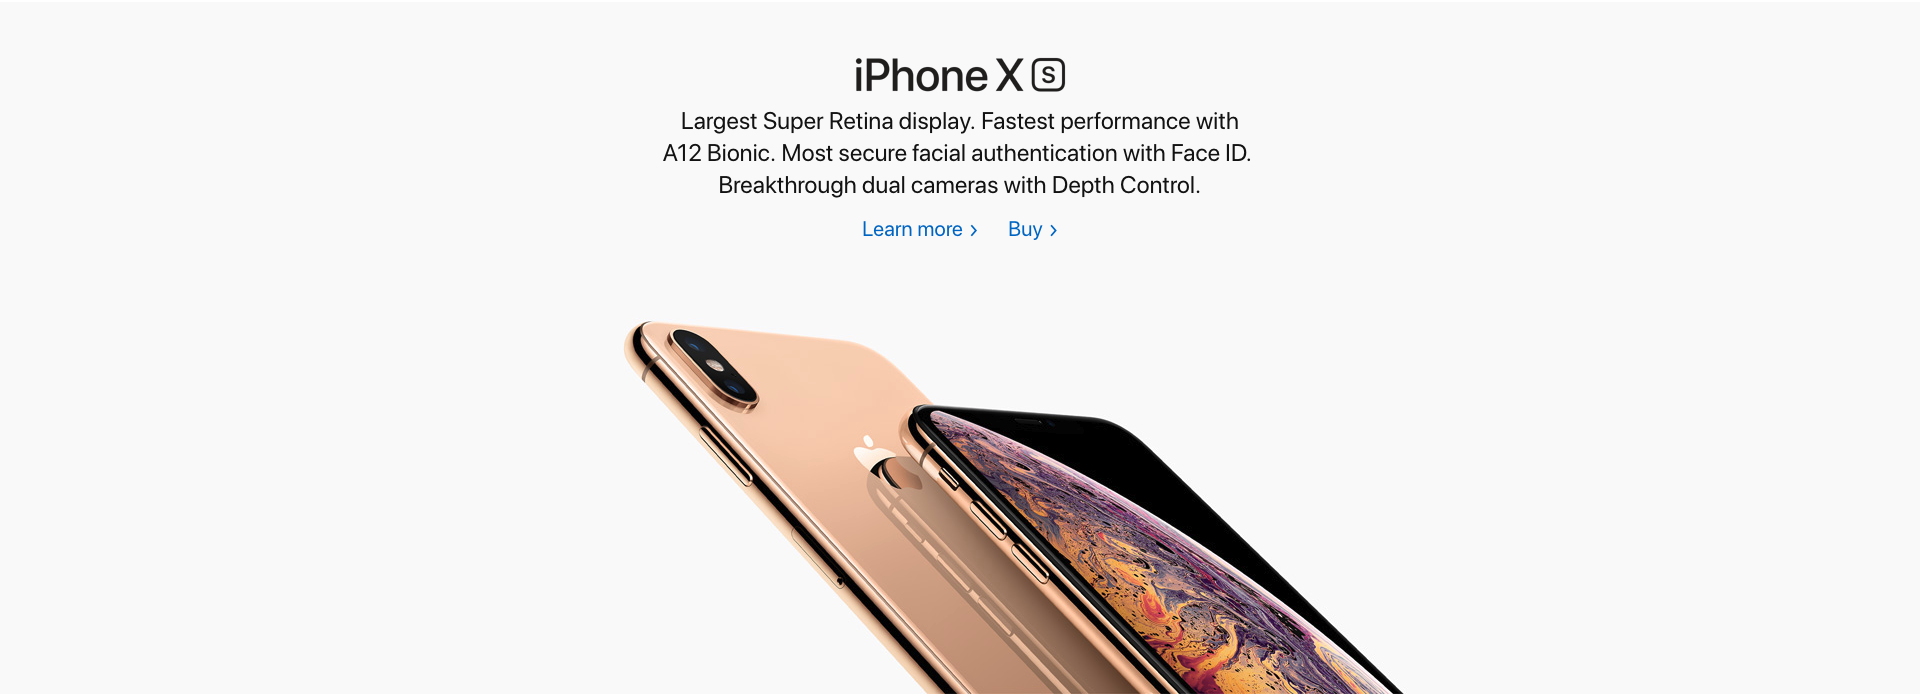 iPhone XS
Largest Super Retina display. Fastest performance with
A12 Bionic. Most secure facial authentication with Face ID.
Breakthrough dual cameras with Depth Control.
Learn more > Buy >